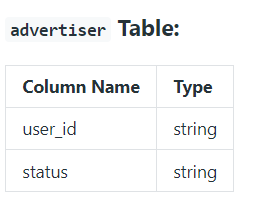 advertiser Table:
Column Name Type
user_id string
status string